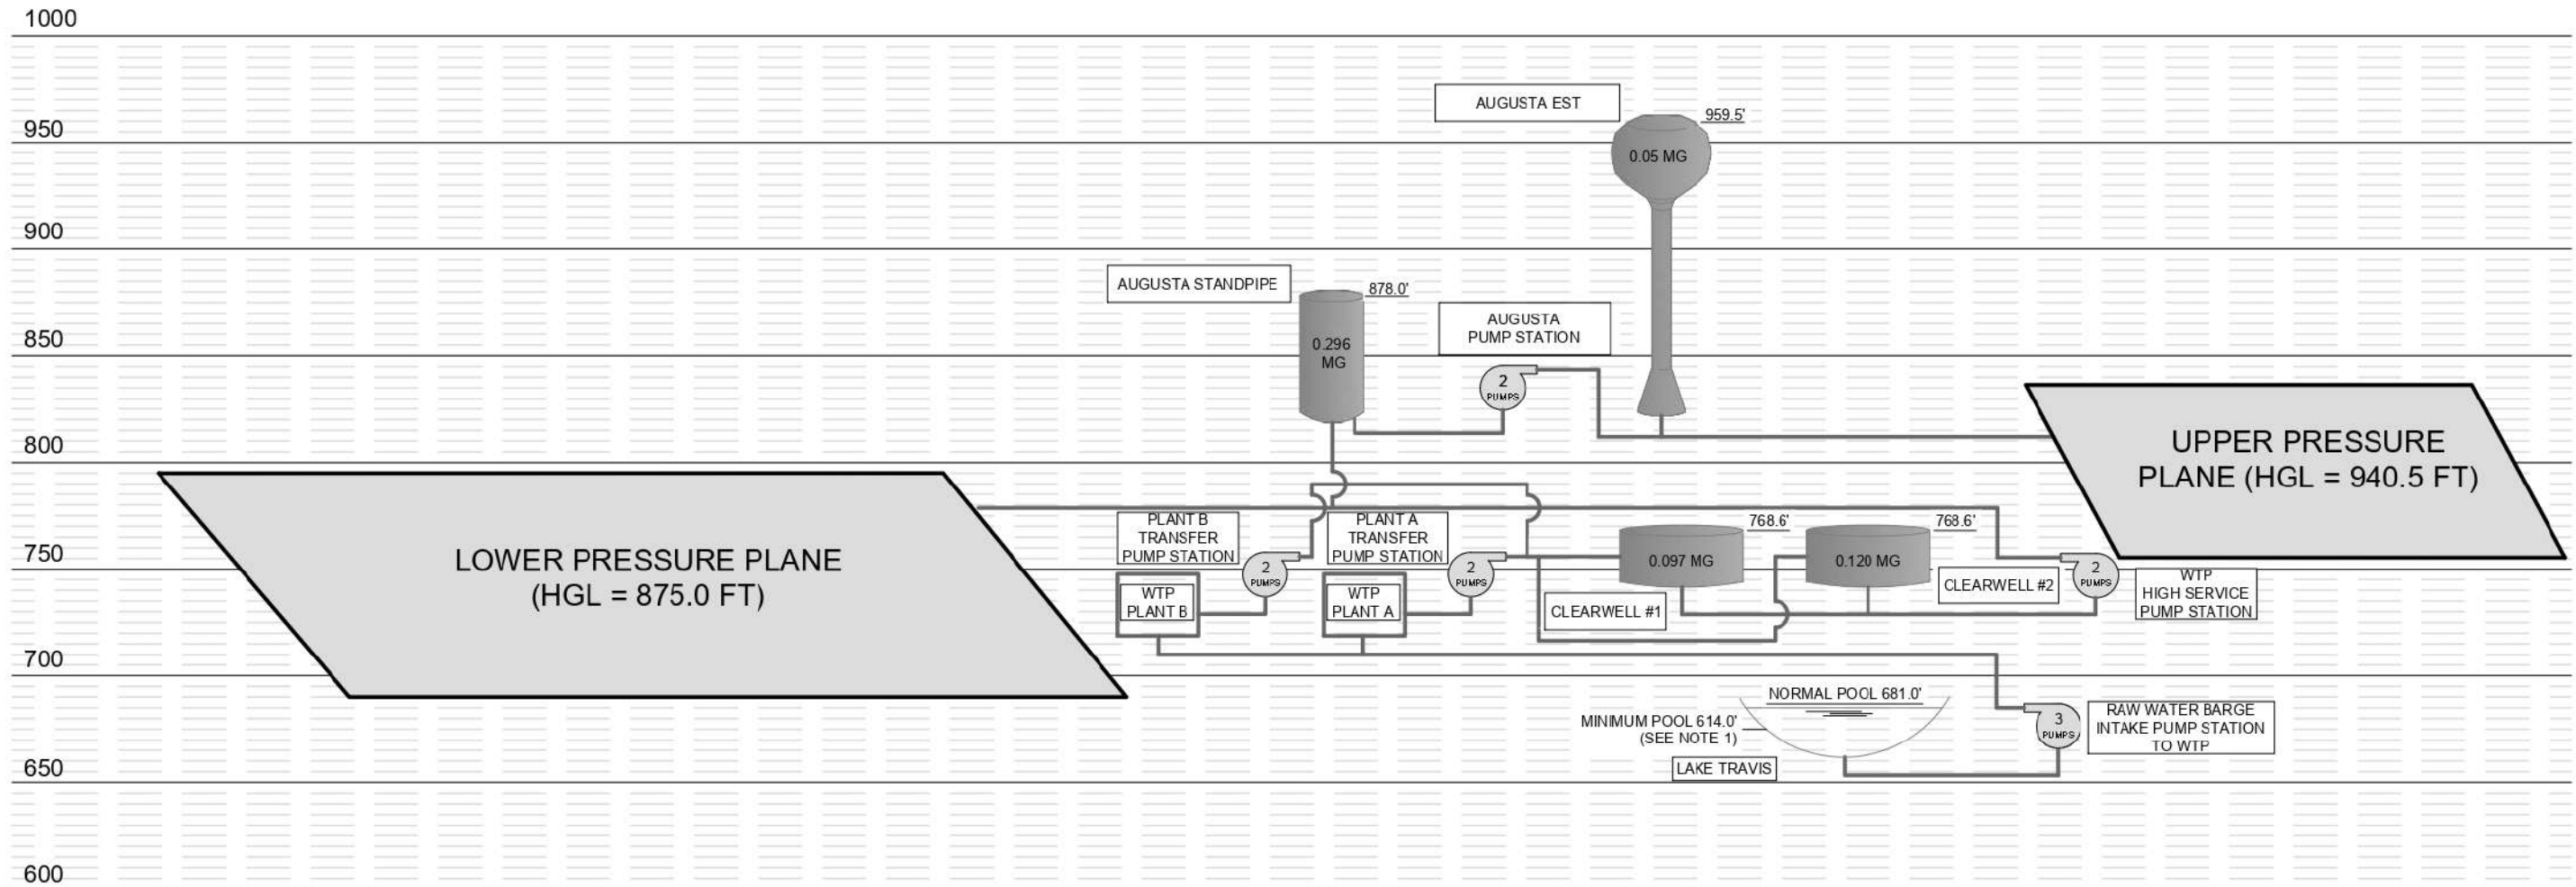 1000
950
900
850
800
750
700
650
600
AUGUSTA EST
959.5'
0.05 MG
AUGUSTA STANDPIPE
878.0'
0.296
MG
AUGUSTA
PUMP STATION
2
PUMPS
UPPER PRESSURE
PLANE (HGL = 940.5 FT)
LOWER PRESSURE PLANE
(HGL = 875.0 FT)
PLANT B
TRANSFER
PUMP STATION
2
PUMPS
WTP
PLANT B
PLANT A
TRANSFER
PUMP STATION
2
PUMPS
WTP
PLANT A
768.6'
0.097 MG
CLEARWELL #1
768.6'
0.120 MG
CLEARWELL #2
2
PUMPS
WTP
HIGH SERVICE
PUMP STATION
NORMAL POOL 681.0'
MINIMUM POOL 614.0'
(SEE NOTE 1)
LAKE TRAVIS
3
PUMPS
RAW WATER BARGE
INTAKE PUMP STATION
TO WTP